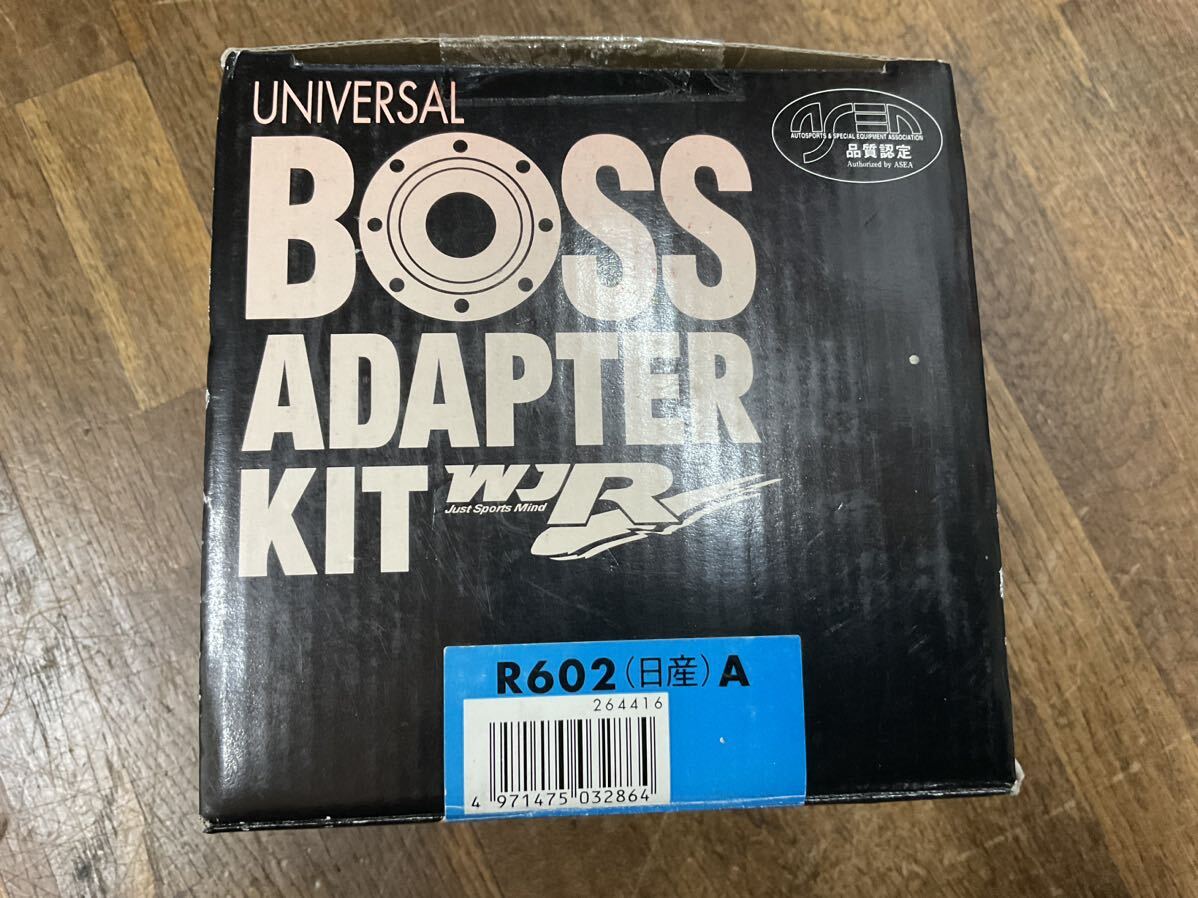 UNIVERSAL
BOSS
ADAPTER
KIT
WJR
Just Sports Mind
ASEA
AUTOSPORTS & SPECIAL EQUIPMENT ASSOCIATION
品質認定
Authorized by ASEA
R602(日産)A
264416
4 971475 032864